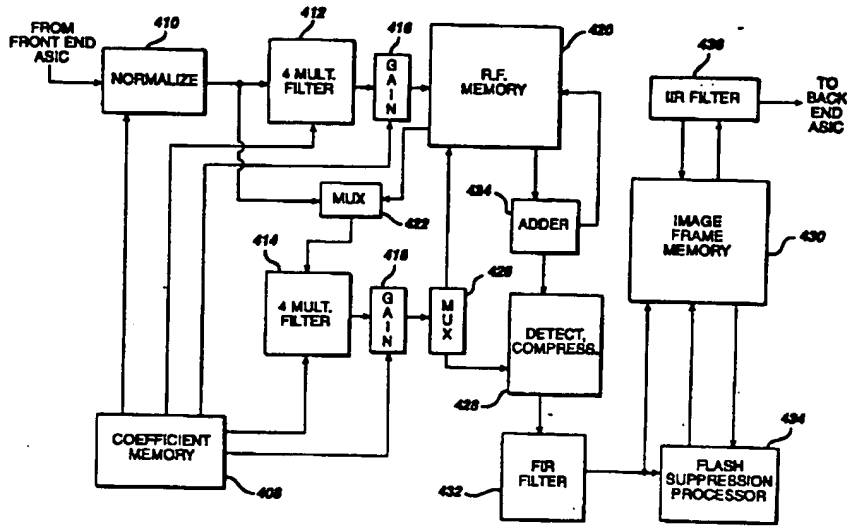 FROM
FRONT END
ASIC
410
NORMALIZE
412
4 MULT.
FILTER
416
GAIN
420
R.F.
MEMORY
436
IIR FILTER
TO
BACK
END
ASIC
MUX
422
424
ADDER
IMAGE
FRAME
MEMORY
430
414
4 MULT.
FILTER
418
GAIN
426
MUX
DETECT,
COMPRESS.
428
COEFFICIENT
MEMORY
408
432
FIR
FILTER
434
FLASH
SUPPRESSION
PROCESSOR